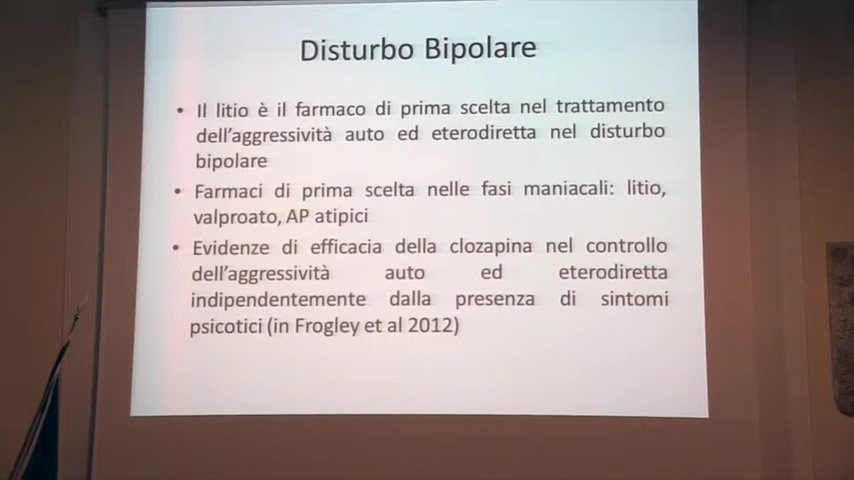 Disturbo Bipolare
• Il litio è il farmaco di prima scelta nel trattamento
dell'aggressività auto ed eterodiretta nel disturbo
bipolare
• Farmaci di prima scelta nelle fasi maniacali: litio,
valproato, AP atipici
• Evidenze di efficacia della clozapina nel controllo
dell'aggressività auto ed eterodiretta
indipendentemente dalla presenza di sintomi
psicotici (in Frogley et al 2012)